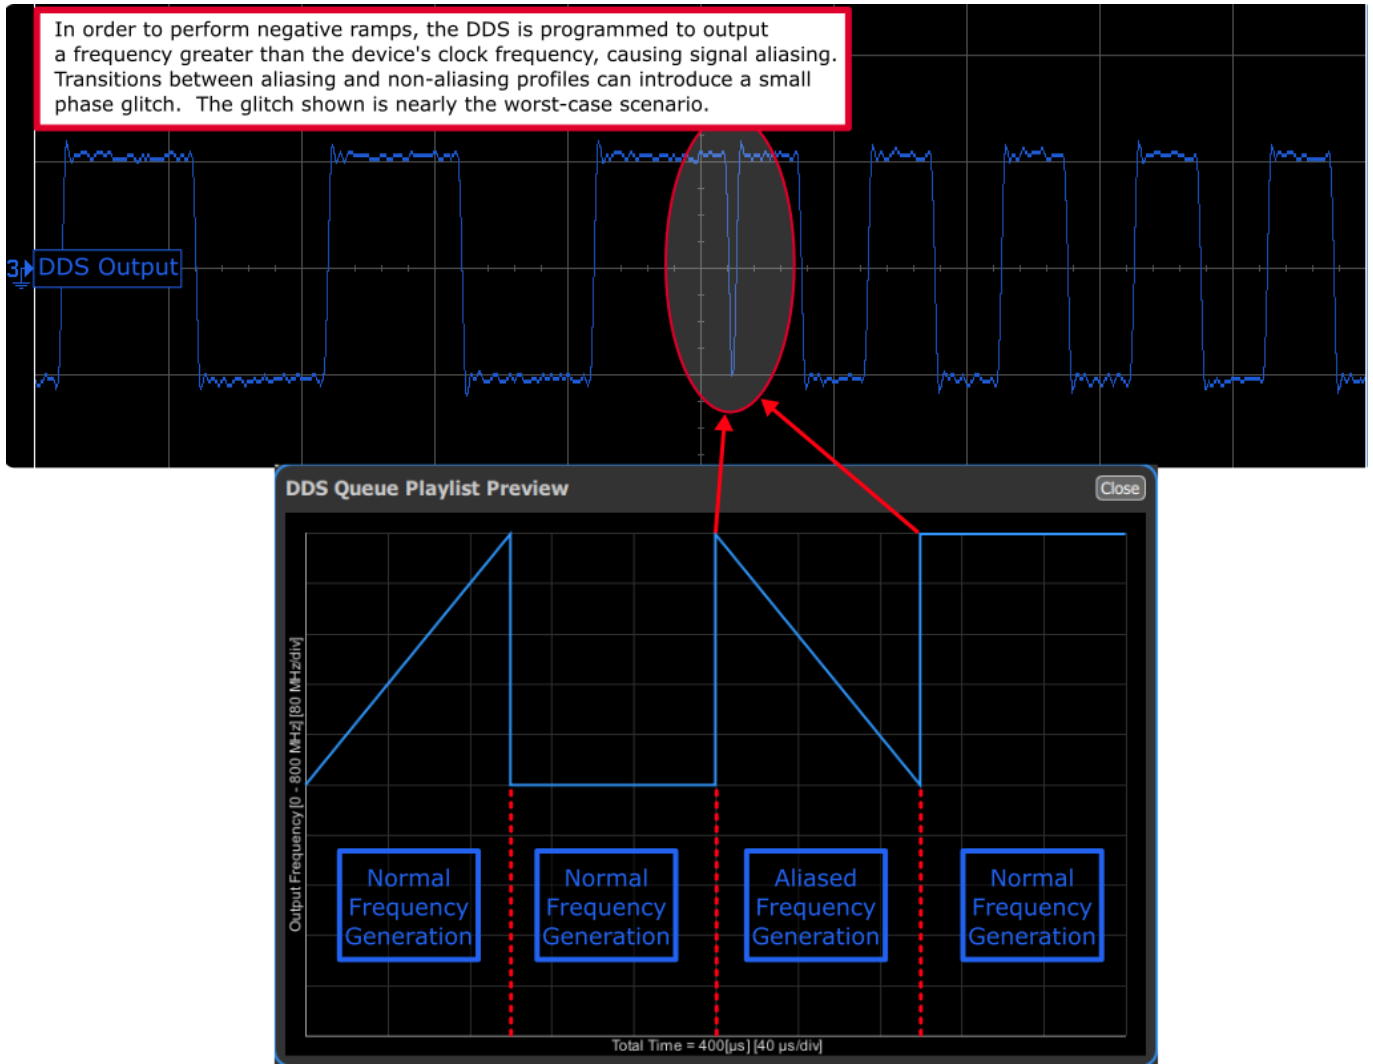 In order to perform negative ramps, the DDS is programmed to output
a frequency greater than the device's clock frequency, causing signal aliasing.
Transitions between aliasing and non-aliasing profiles can introduce a small
phase glitch.  The glitch shown is nearly the worst-case scenario.
3
DDS Output
DDS Queue Playlist Preview
Close
Output Frequency [0 - 800 MHz] [80 MHz/div]
Normal
Frequency
Generation
Normal
Frequency
Generation
Aliased
Frequency
Generation
Normal
Frequency
Generation
Total Time = 400[µs] [40 µs/div]